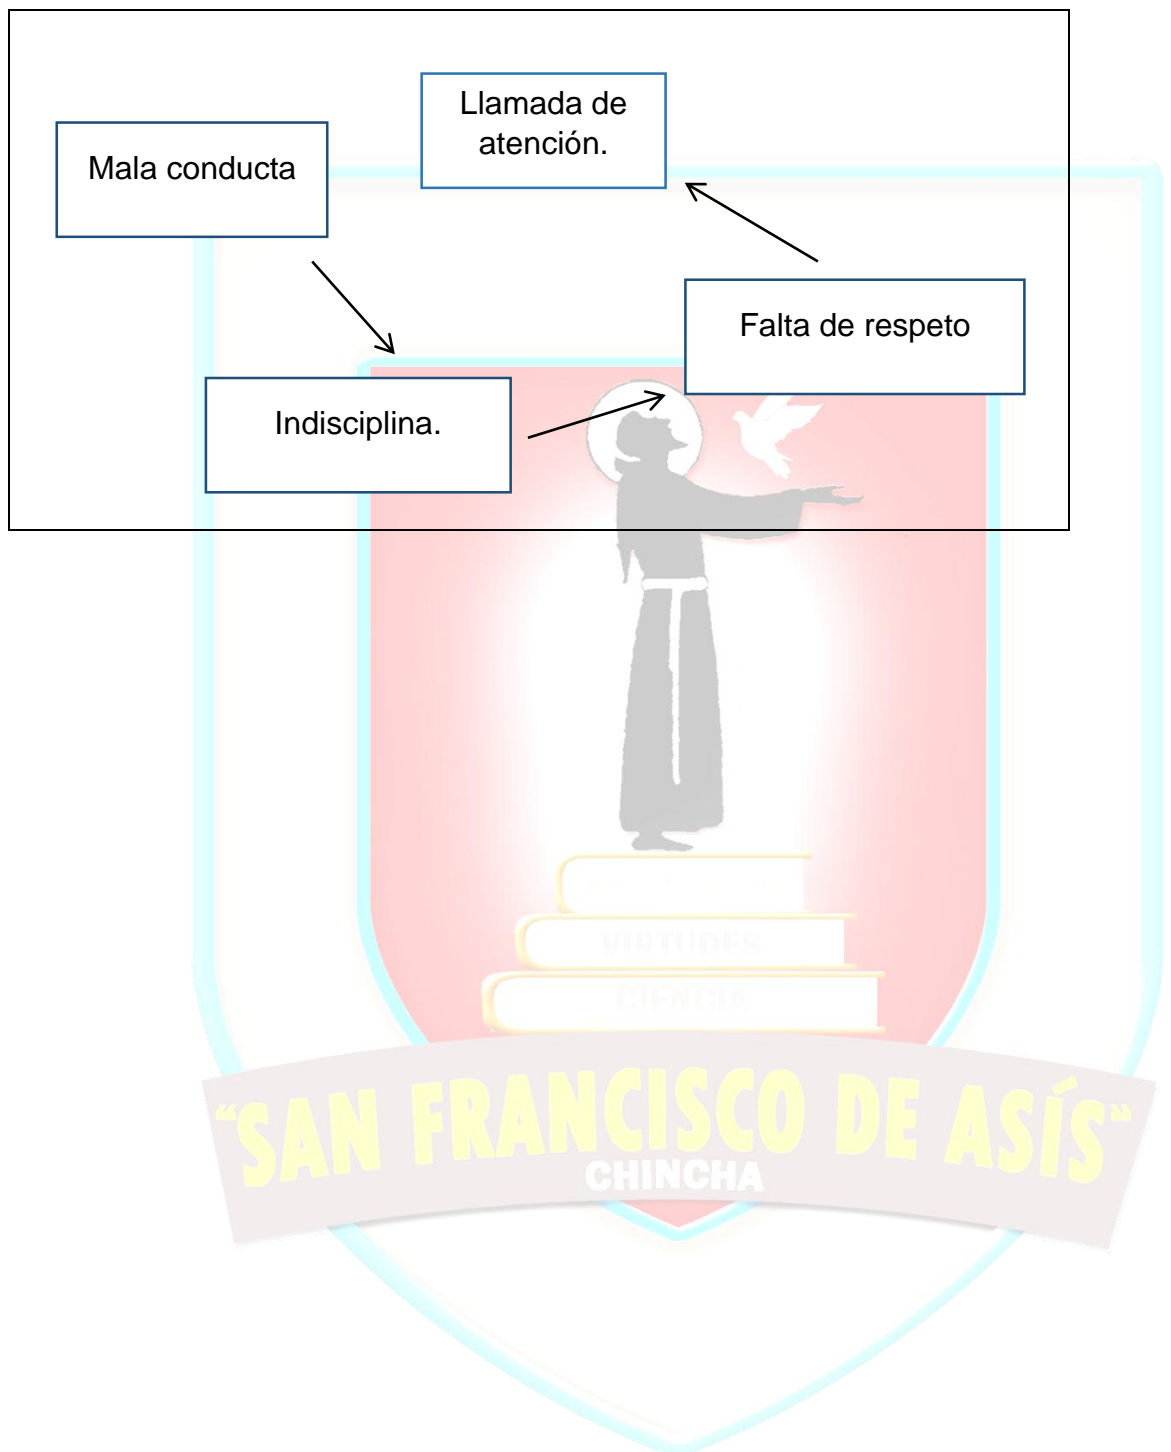 Llamada de
atención.
Mala conducta
Falta de respeto
Indisciplina.
VIRTUDES
CIENCIA
“SAN FRANCISCO DE ASÍS”
CHINCHA